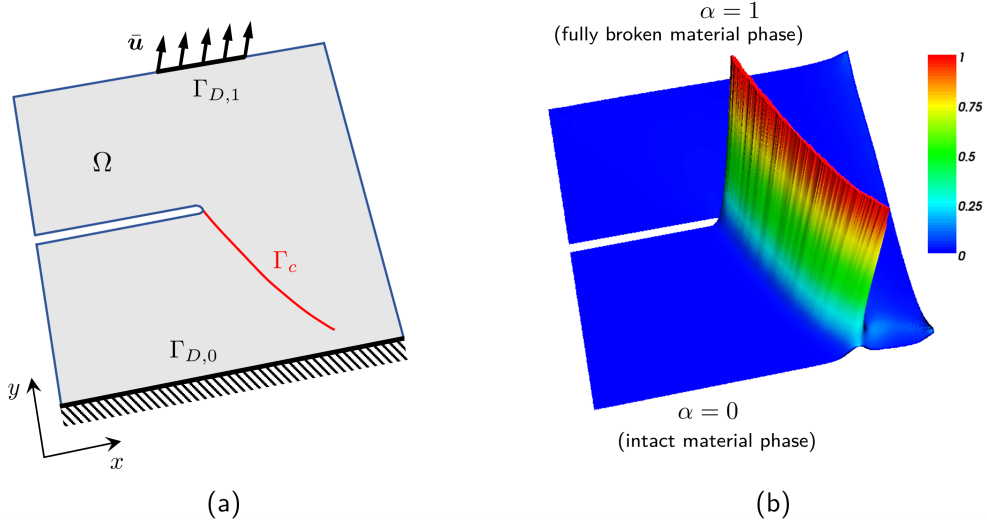 ū
Γ_{D,1}
Ω
Γ_c
Γ_{D,0}
y
x
(a)
α = 1
(fully broken material phase)
1
0.75
0.5
0.25
0
α = 0
(intact material phase)
(b)